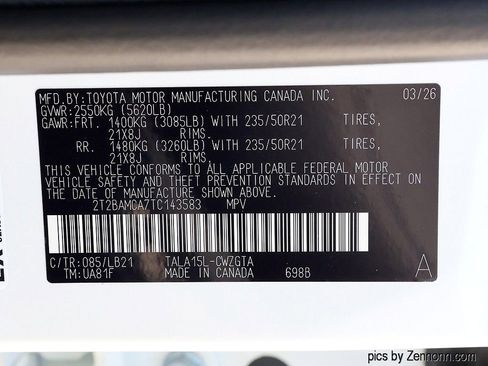 MFD.BY:TOYOTA MOTOR MANUFACTURING CANADA INC. 03/26
GVWR:2550KG (5620LB)
GAWR:FRT. 1400KG (3085LB) WITH 235/50R21 TIRES,
21X8J RIMS.
RR. 1480KG (3260LB) WITH 235/50R21 TIRES,
21X8J RIMS.
THIS VEHICLE CONFORMS TO ALL APPLICABLE FEDERAL MOTOR
VEHICLE SAFETY AND THEFT PREVENTION STANDARDS IN EFFECT
ON THE DATE OF MANUFACTURE SHOWN ABOVE.
2T2BAMCA7TC143583 MPV
C/TR:085/LB21 TALA15L-CWZGTA
TM:UA81F MADE IN CANADA 698B A
pics by Zennonn.com